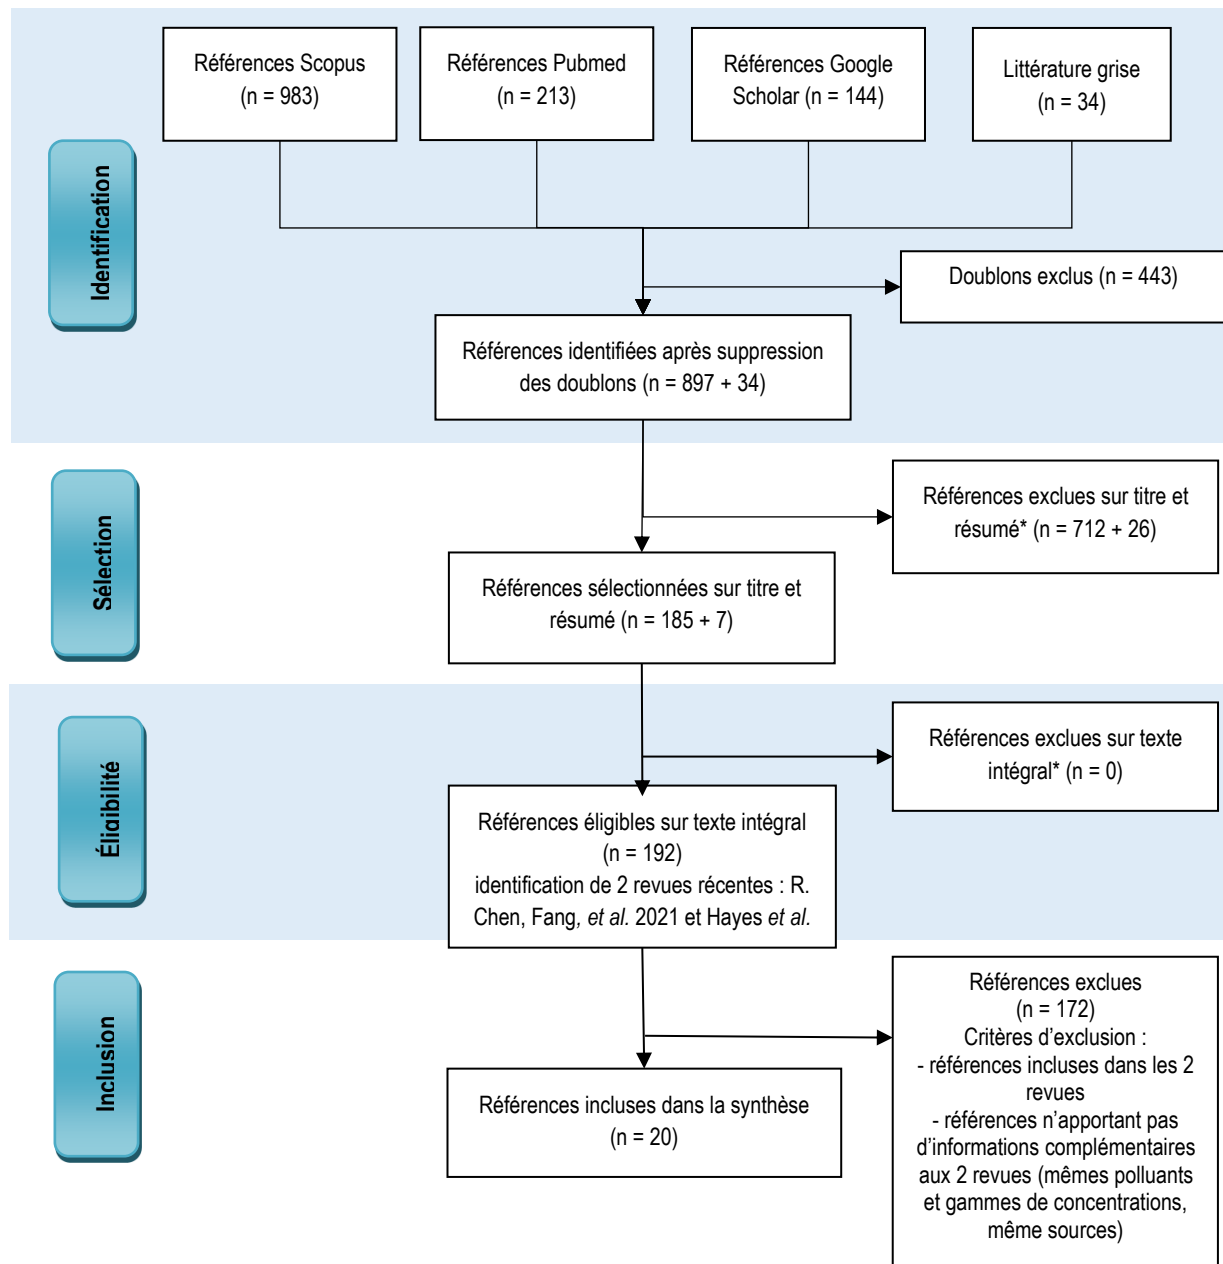 Références Scopus
(n = 983)
Références Pubmed
(n = 213)
Références Google
Scholar (n = 144)
Littérature grise
(n = 34)
Identification
Doublons exclus (n = 443)
Références identifiées après suppression
des doublons (n = 897 + 34)
Sélection
Références exclues sur titre et
résumé* (n = 712 + 26)
Références sélectionnées sur titre et
résumé (n = 185 + 7)
Éligibilité
Références exclues sur texte
intégral* (n = 0)
Références éligibles sur texte intégral
(n = 192)
identification de 2 revues récentes : R.
Chen, Fang, et al. 2021 et Hayes et al.
Inclusion
Références exclues
(n = 172)
Critères d’exclusion :
- références incluses dans les 2
revues
- références n’apportant pas
d’informations complémentaires
aux 2 revues (mêmes polluants
et gammes de concentrations,
même sources)
Références incluses dans la synthèse
(n = 20)